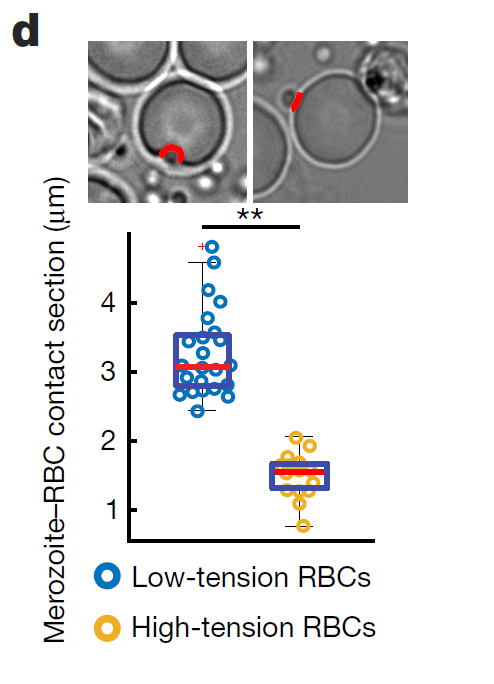 d
**
Merozoite–RBC contact section (μm)
4
3
2
1
Low-tension RBCs
High-tension RBCs